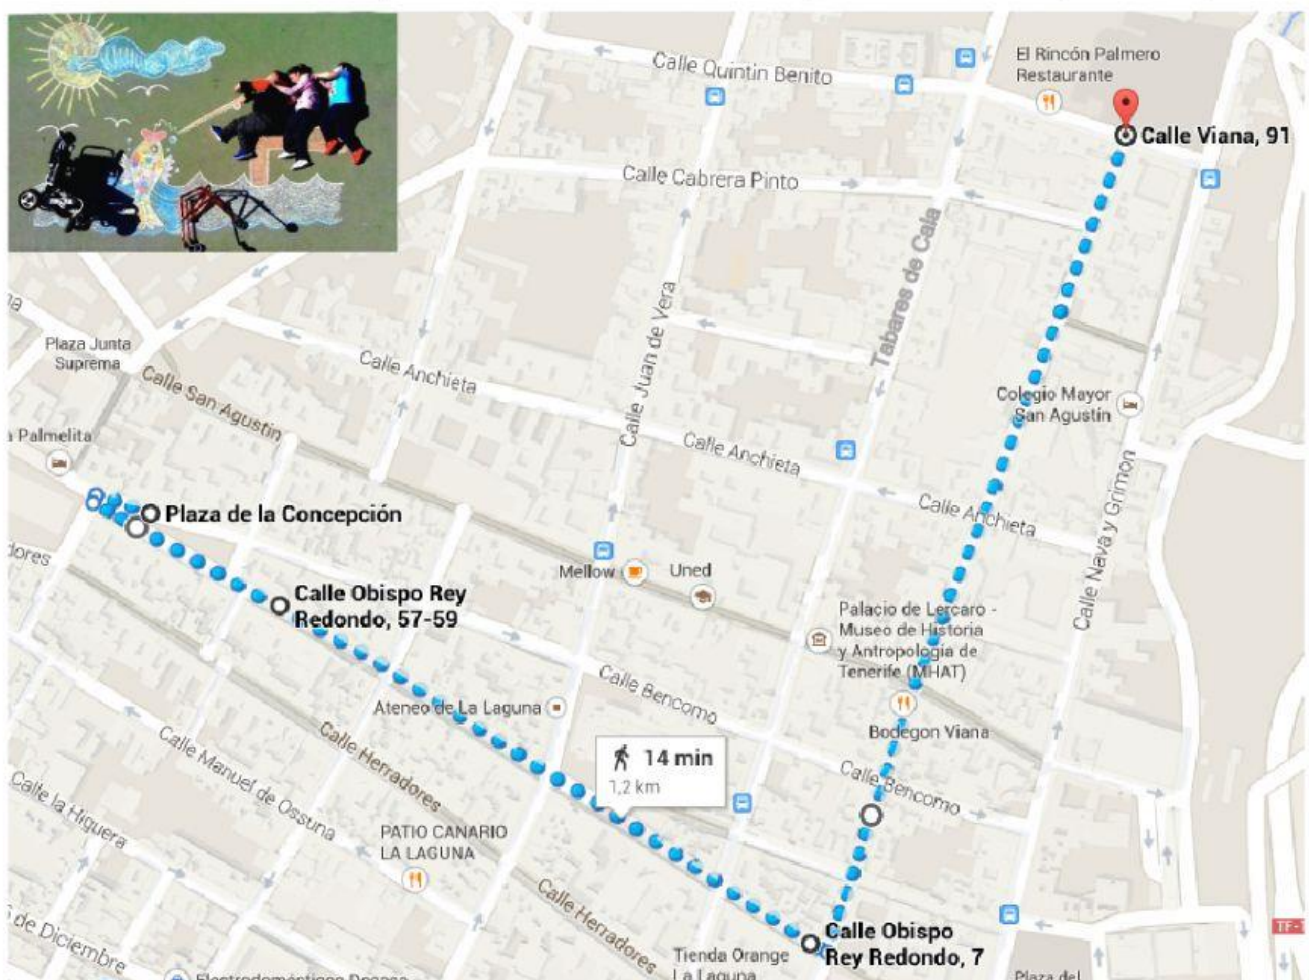 El Rincón Palmero
Restaurante
Calle Quintín Benito
Calle Viana, 91
Calle Cabrera Pinto
Tabares de Cala
Calle Juan de Vera
Plaza Junta
Suprema
Calle Anchieta
Calle San Agustín
Colegio Mayor
San Agustín
a Palmelita
Calle Anchieta
Calle Anchieta
Calle Nava y Grimón
Plaza de la Concepción
dores
Mellow
Uned
Calle Obispo Rey
Redondo, 57-59
Palacio de Lercaro -
Museo de Historia
y Antropología de
Tenerife (MHAT)
Calle Bencomo
Ateneo de La Laguna
Bodegon Viana
Calle Herradores
Calle Manuel de Ossuna
14 min
1,2 km
Calle Bencomo
Calle la Higuera
PATIO CANARIO
LA LAGUNA
Calle Herradores
Calle Obispo
Rey Redondo, 7
de Diciembre
Tienda Orange
La Laguna
Plaza del
TF-